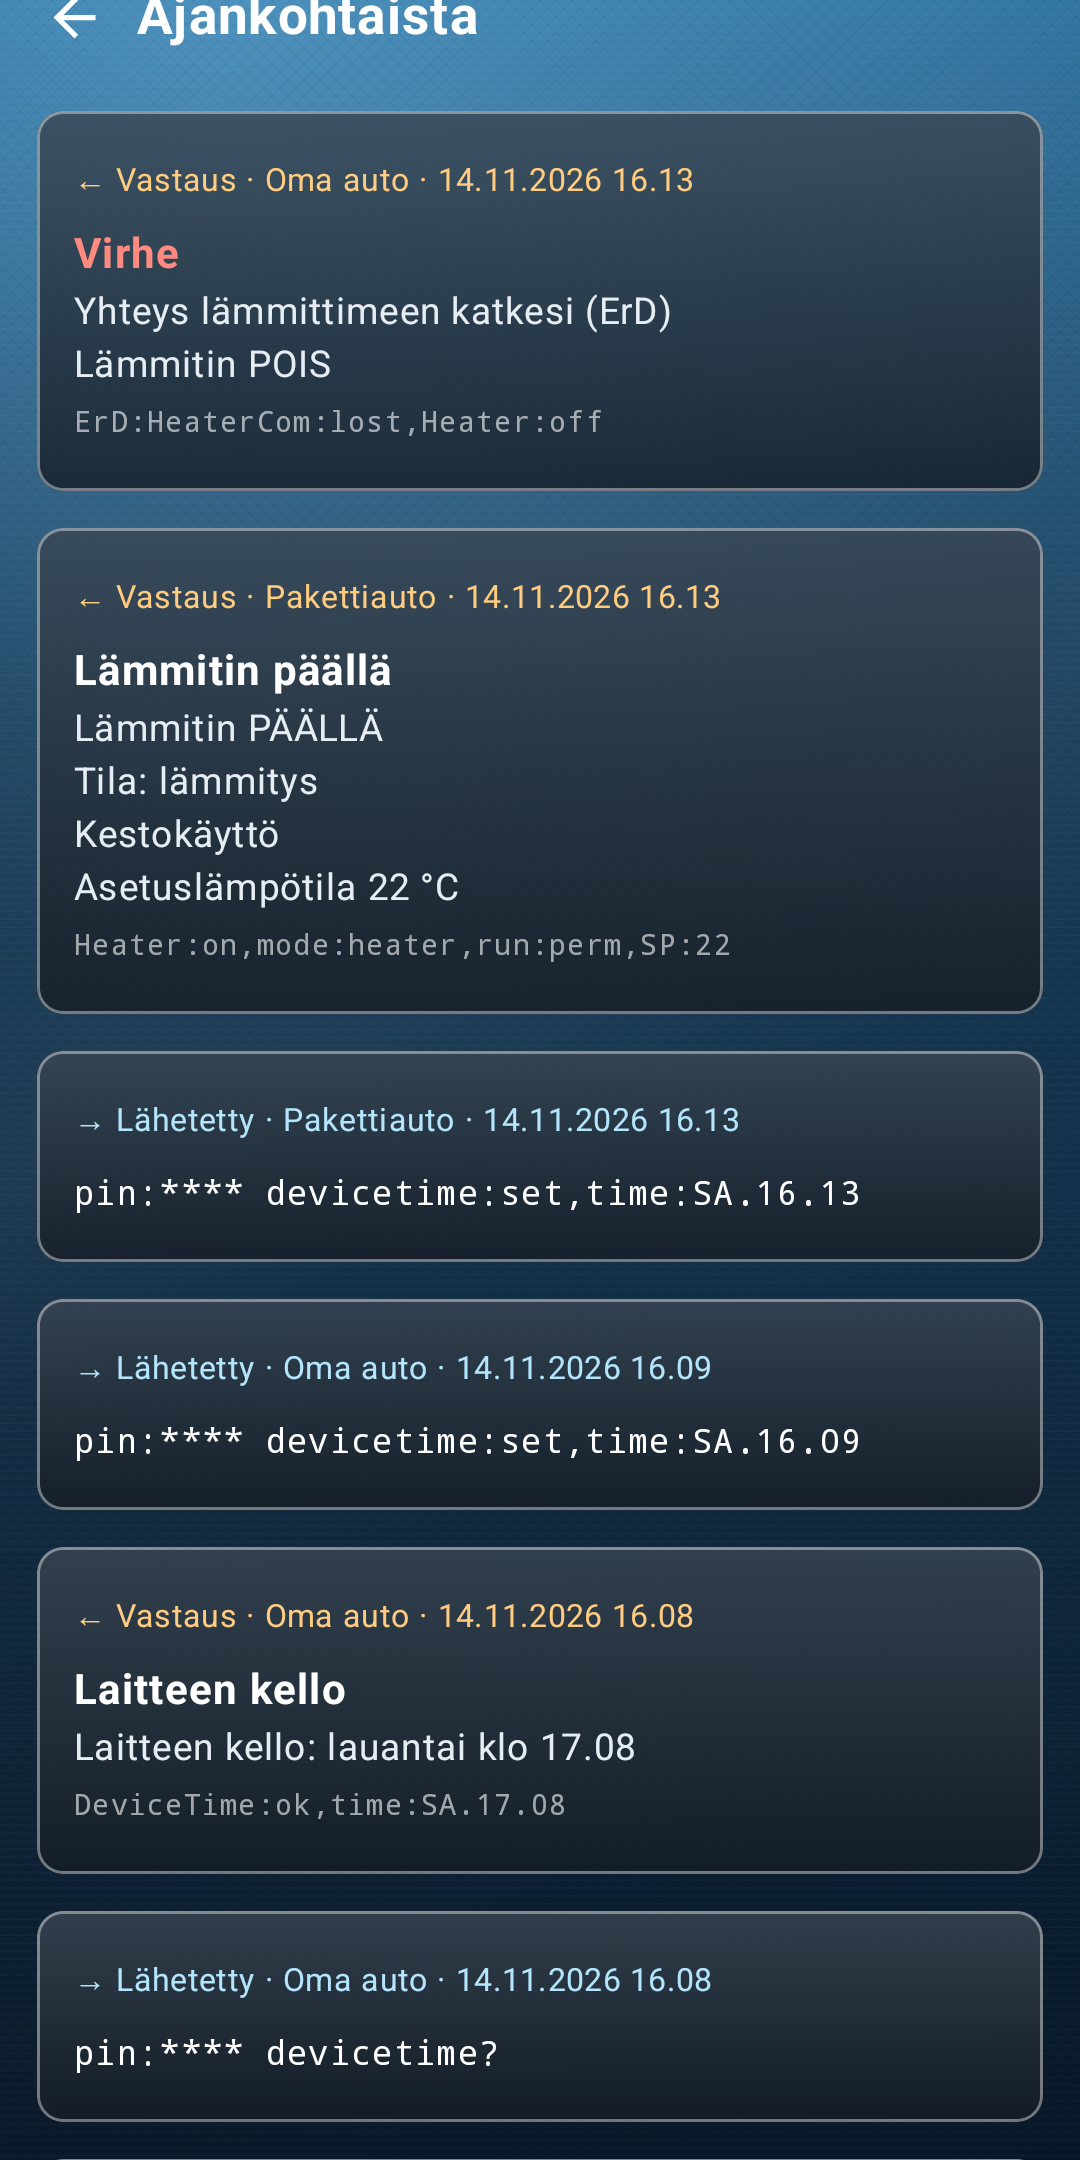 ← Ajankohtaista
← Vastaus · Oma auto · 14.11.2026 16.13
Virhe
Yhteys lämmittimeen katkesi (ErD)
Lämmitin POIS
ErD:HeaterCom:lost,Heater:off
← Vastaus · Pakettiauto · 14.11.2026 16.13
Lämmitin päällä
Lämmitin PÄÄLLÄ
Tila: lämmitys
Kestokäyttö
Asetuslämpötila 22 °C
Heater:on,mode:heater,run:perm,SP:22
→ Lähetetty · Pakettiauto · 14.11.2026 16.13
pin:**** devicetime:set,time:SA.16.13
→ Lähetetty · Oma auto · 14.11.2026 16.09
pin:**** devicetime:set,time:SA.16.09
← Vastaus · Oma auto · 14.11.2026 16.08
Laitteen kello
Laitteen kello: lauantai klo 17.08
DeviceTime:ok,time:SA.17.08
→ Lähetetty · Oma auto · 14.11.2026 16.08
pin:**** devicetime?